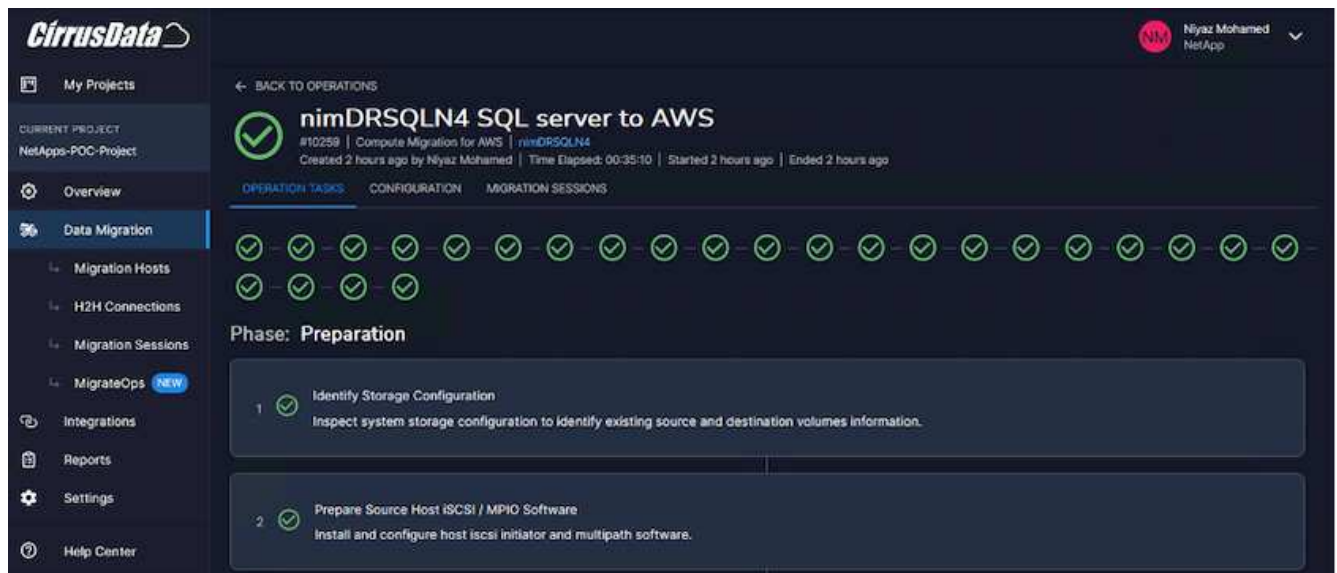 CirrusData
Niyaz Mohamed
NM
NetApp
My Projects
← BACK TO OPERATIONS
nimDRSQLN4 SQL server to AWS
CURRENT PROJECT
#10259 | Compute Migration for AWS | nimDRSQLN4
NetApps-POC-Project
Created 2 hours ago by Niyaz Mohamed | Time Elapsed: 00:35:10 | Started 2 hours ago | Ended 2 hours ago
Overview
OPERATION TASKS CONFIGURATION MIGRATION SESSIONS
Data Migration
Migration Hosts
H2H Connections
Phase: Preparation
Migration Sessions
MigrateOps NEW
1 Identify Storage Configuration
Inspect system storage configuration to identify existing source and destination volumes information.
Integrations
Reports
Settings
2 Prepare Source Host iSCSI / MPIO Software
Install and configure host iscsi initiator and multipath software.
Help Center